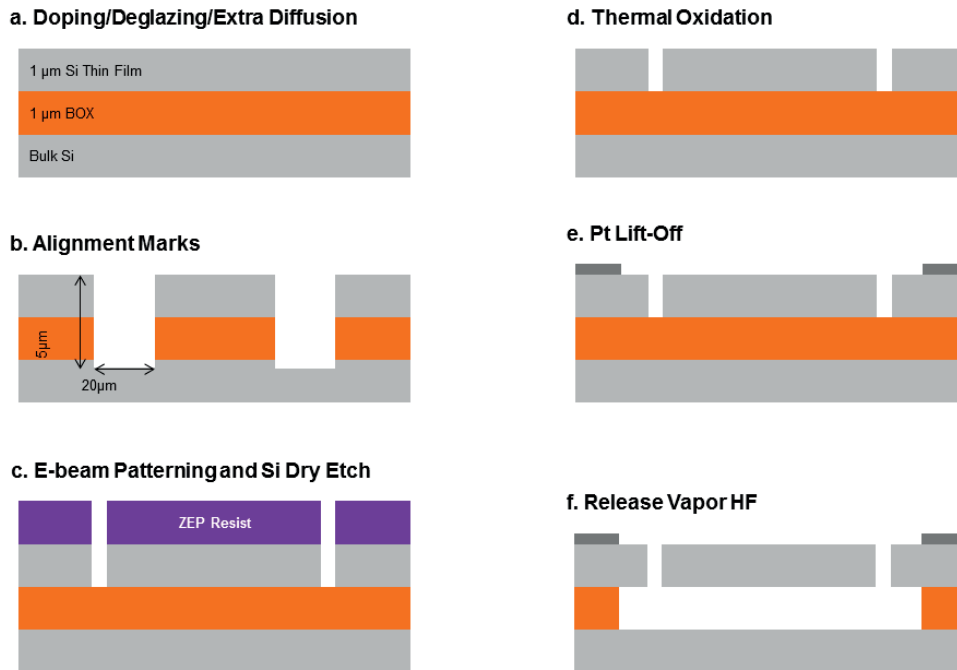 a. Doping/Deglazing/Extra Diffusion
1 µm Si Thin Film
1 µm BOX
Bulk Si
b. Alignment Marks
5µm
20µm
c. E-beam Patterning and Si Dry Etch
ZEP Resist
d. Thermal Oxidation
e. Pt Lift-Off
f. Release Vapor HF